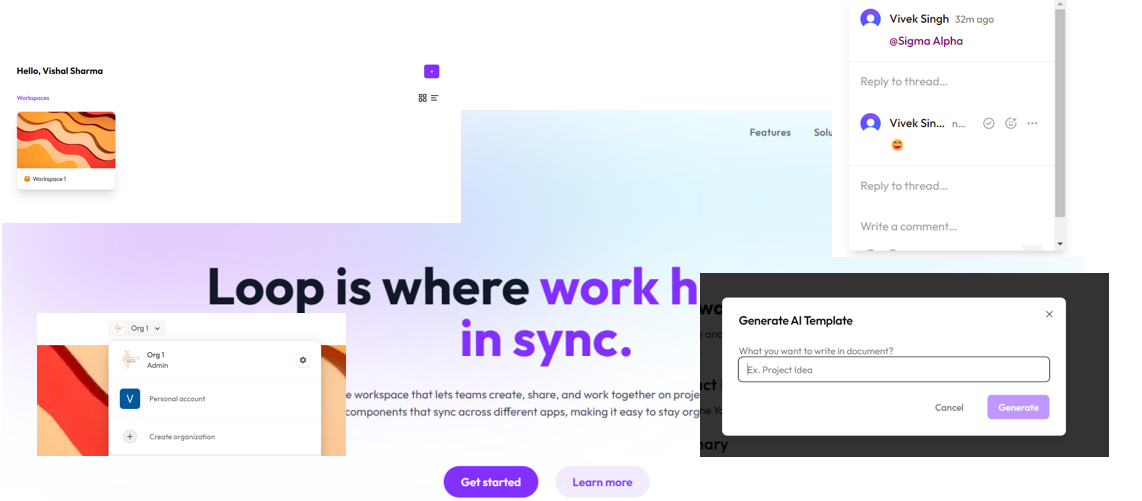 Hello, Vishal Sharma
Workspaces
Workspace 1
Vivek Singh 32m ago
@Sigma Alpha
Reply to thread...
Vivek Sin... n...
Reply to thread...
Write a comment...
Features Solu
Loop is where work h
in sync.
e workspace that lets teams create, share, and work together on proje
components that sync across different apps, making it easy to stay orga
Get started Learn more
Org 1
Org 1
Admin
V Personal account
Create organization
Generate AI Template
What you want to write in document?
Ex. Project Idea
Cancel Generate